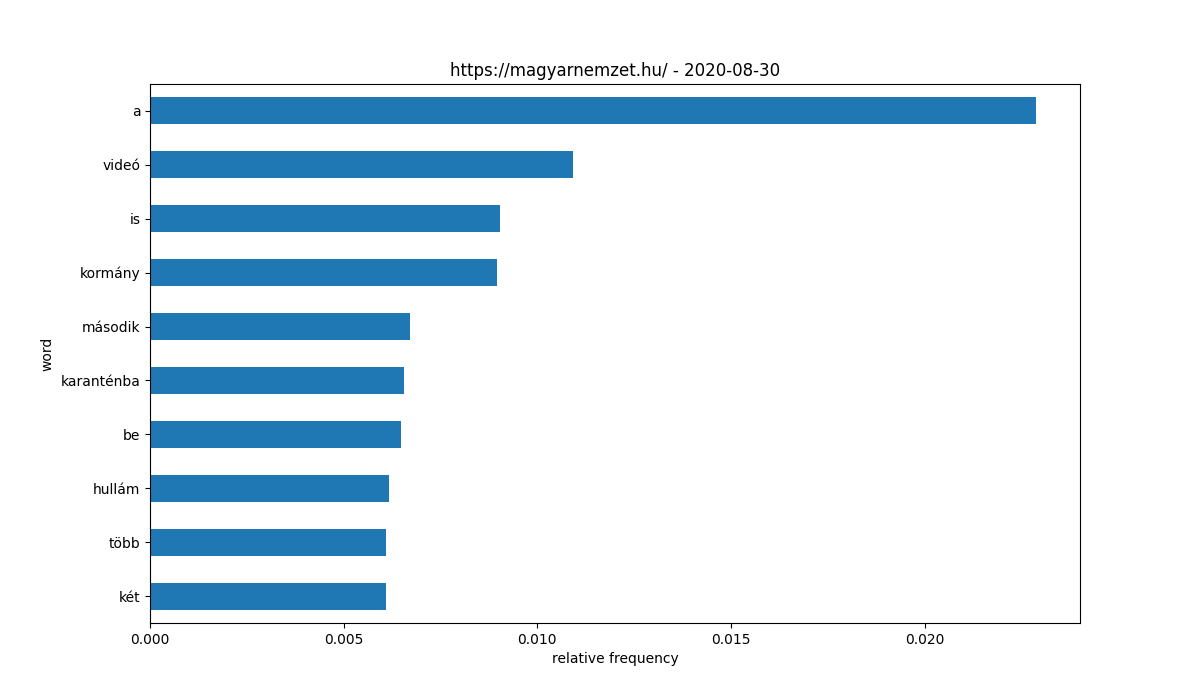 https://magyarnemzet.hu/ - 2020-08-30
a
videó
is
kormány
második
karanténba
be
hullám
több
két
word
0.000 0.005 0.010 0.015 0.020
relative frequency